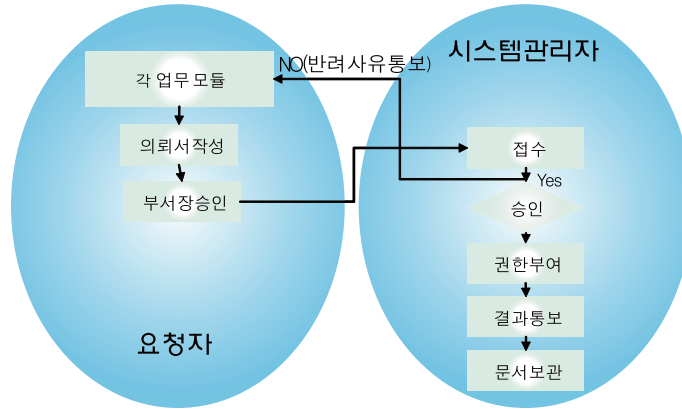 시스템관리자
NO(반려사유통보)
각 업무모듈
의뢰서작성
접수
Yes
부서장승인
승인
권한부여
결과통보
요청자
문서보관